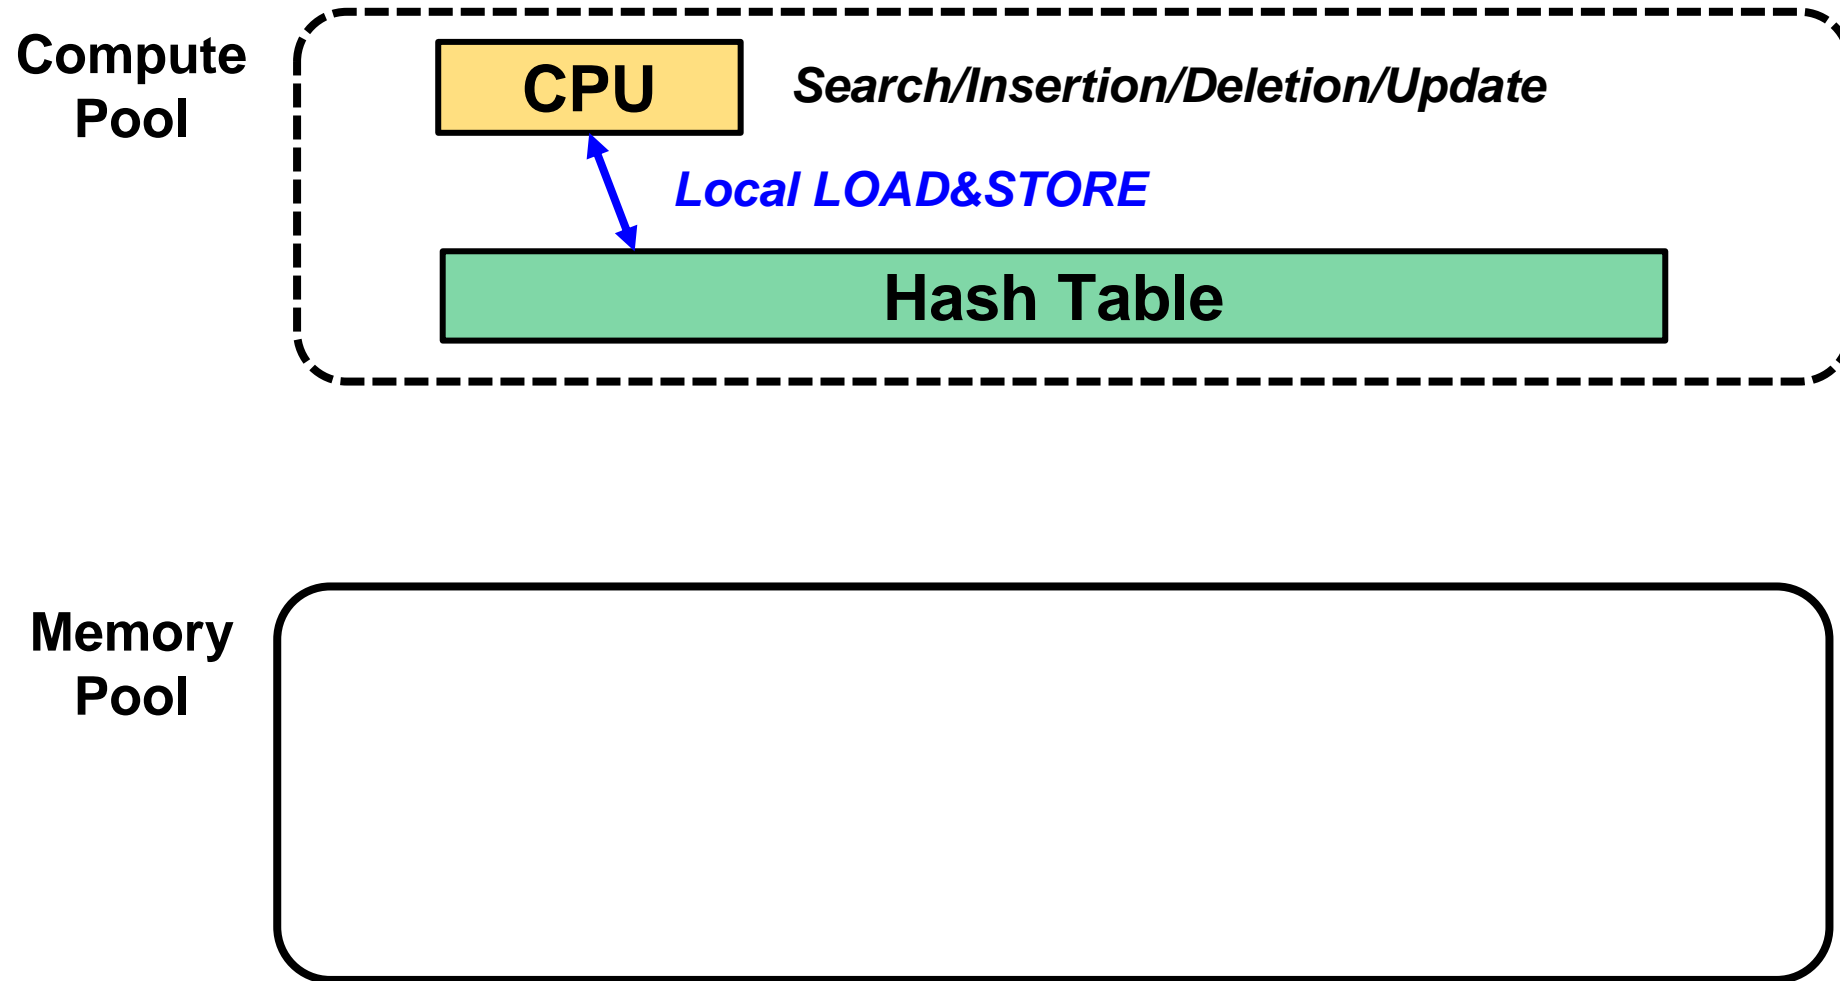 Compute
Pool
CPU
Search/Insertion/Deletion/Update
Local LOAD&STORE
Hash Table
Memory
Pool